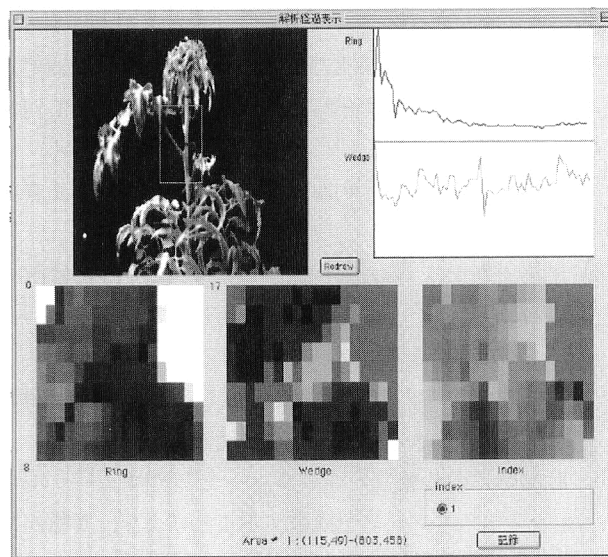 解析経過表示
Ring
Wedge
Redraw
0
17
8
Ring
Wedge
Index
Index
1
Area # 1 : (115,49)-(803,458)
記録